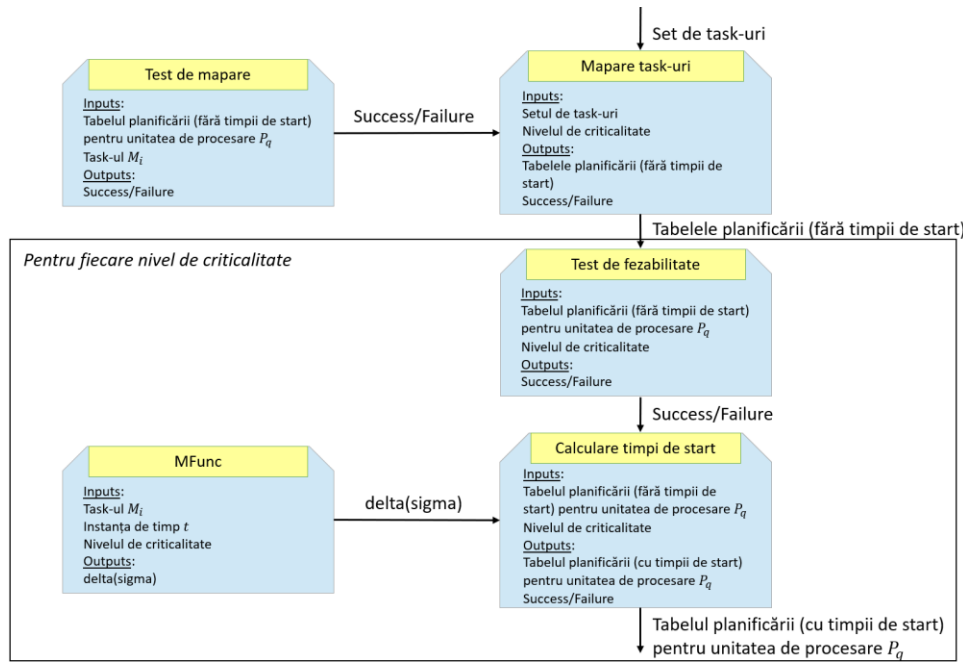 Set de task-uri
Test de mapare
Inputs:
Tabelul planificării (fără timpii de start)
pentru unitatea de procesare P_q
Task-ul M_i
Outputs:
Success/Failure
Success/Failure
Mapare task-uri
Inputs:
Setul de task-uri
Nivelul de criticalitate
Outputs:
Tabelele planificării (fără timpii de
start)
Success/Failure
Tabelele planificării (fără timpii de start)
Pentru fiecare nivel de criticalitate
Test de fezabilitate
Inputs:
Tabelul planificării (fără timpii de start)
pentru unitatea de procesare P_q
Nivelul de criticalitate
Outputs:
Success/Failure
Success/Failure
MFunc
Inputs:
Task-ul M_i
Instanța de timp t
Nivelul de criticalitate
Outputs:
delta(sigma)
delta(sigma)
Calculare timpi de start
Inputs:
Tabelul planificării (fără timpii de
start) pentru unitatea de procesare P_q
Nivelul de criticalitate
Outputs:
Tabelul planificării (cu timpii de start)
pentru unitatea de procesare P_q
Success/Failure
Tabelul planificării (cu timpii de start)
pentru unitatea de procesare P_q